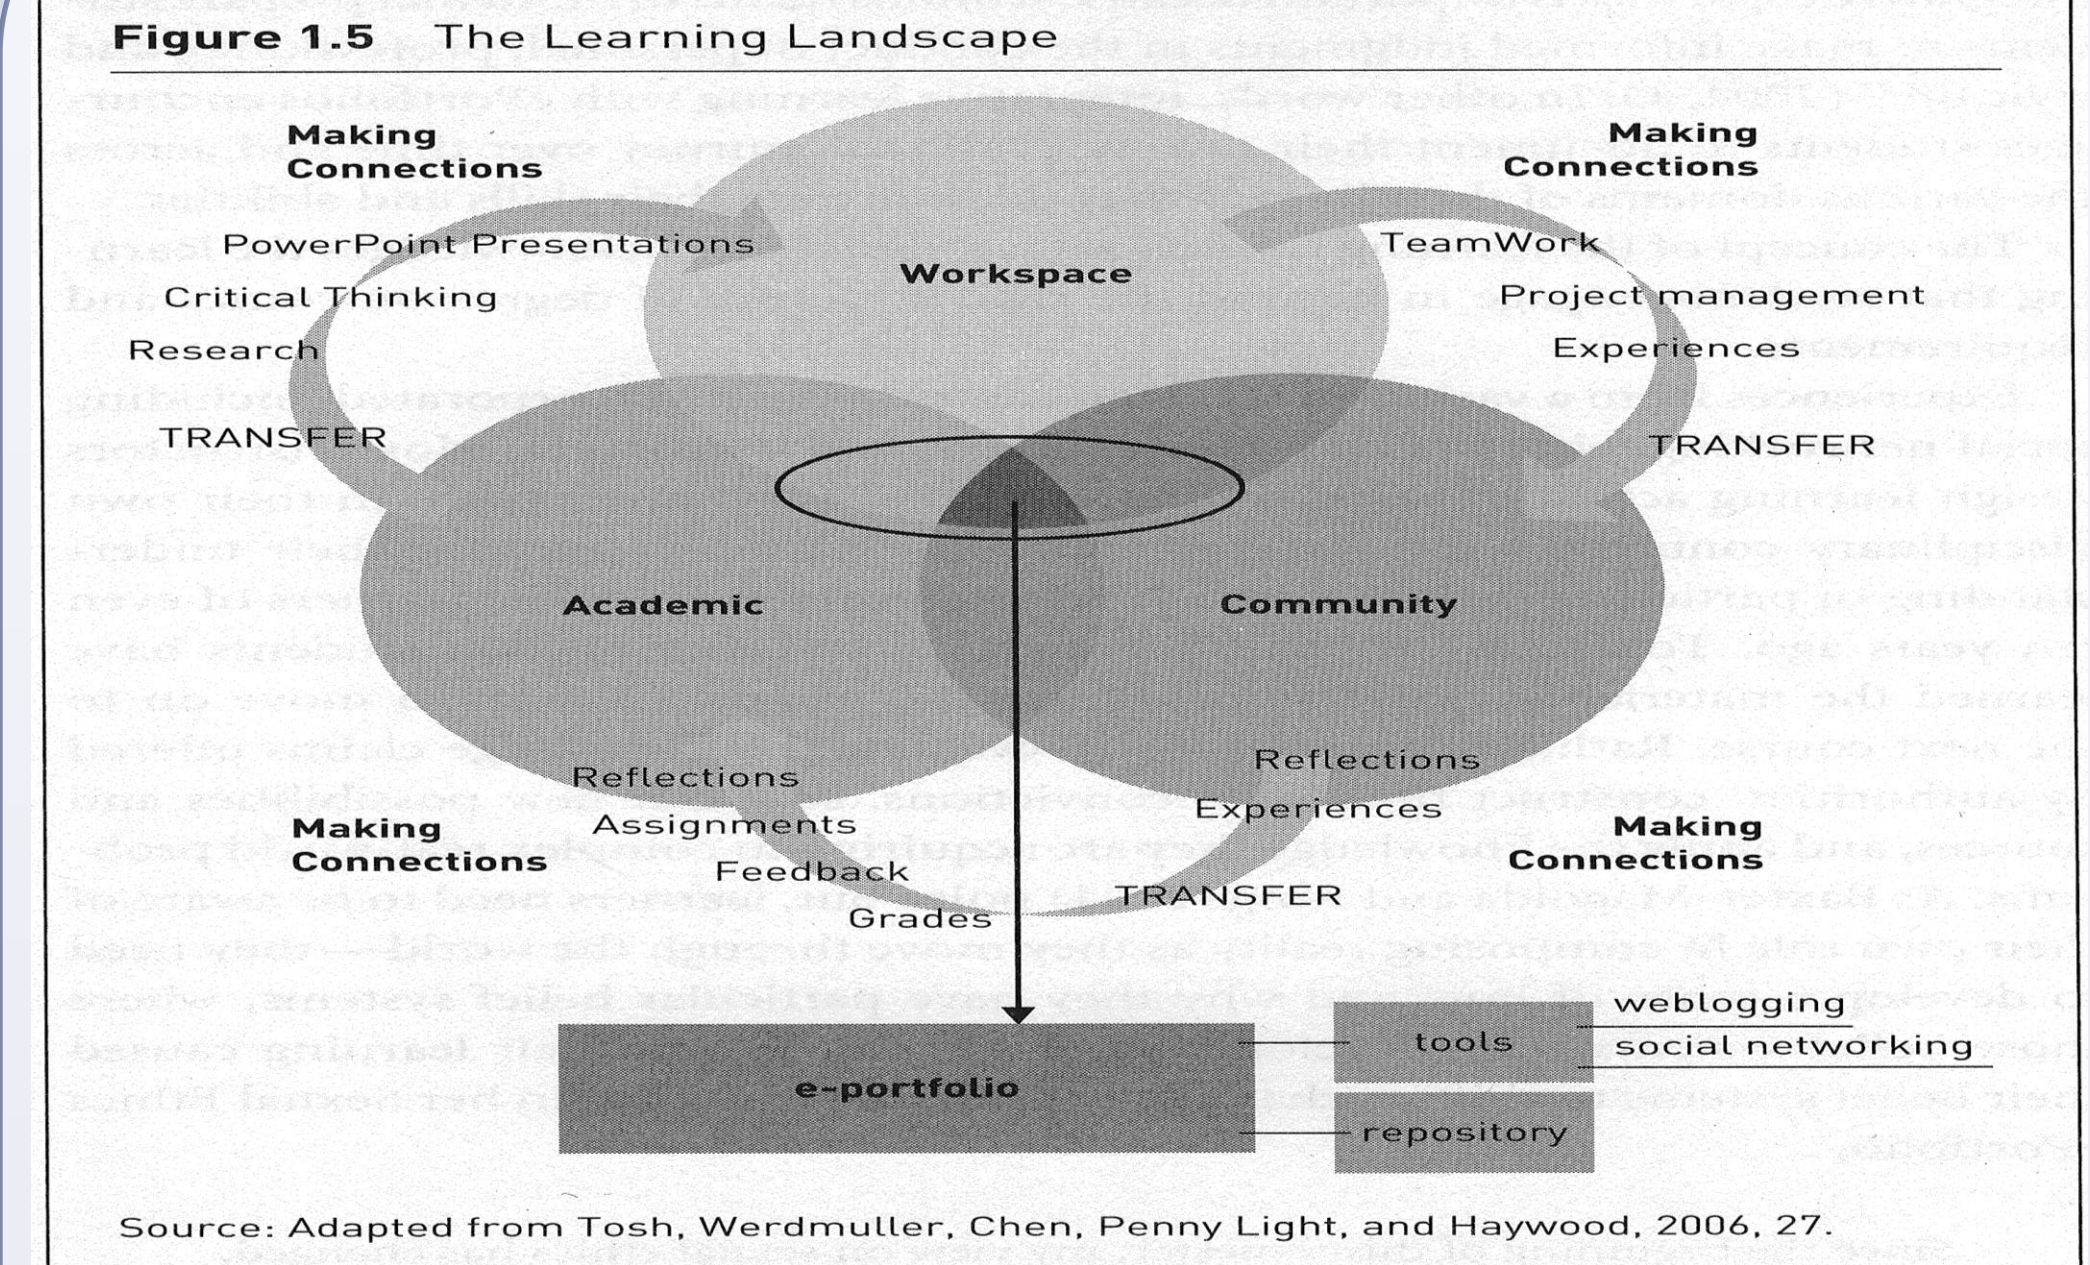 Figure 1.5 The Learning Landscape
Making
Connections
Making
Connections
PowerPoint Presentations
Critical Thinking
Research
TRANSFER
Workspace
TeamWork
Project management
Experiences
TRANSFER
Academic
Community
Reflections
Assignments
Feedback
Grades
Reflections
Experiences
TRANSFER
Making
Connections
Making
Connections
e-portfolio
tools
repository
weblogging
social networking
Source: Adapted from Tosh, Werdmuller, Chen, Penny Light, and Haywood, 2006, 27.